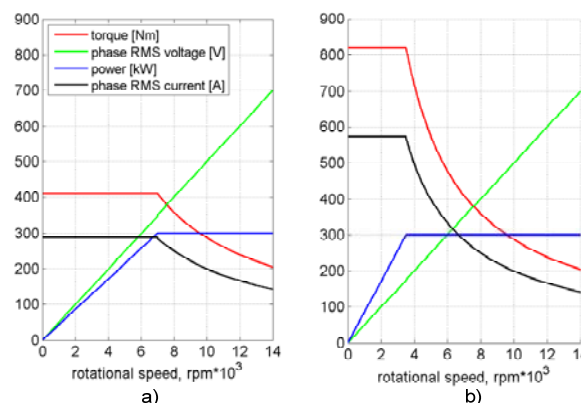 900
800
700
600
500
400
300
200
100
0
torque [Nm]
phase RMS voltage [V]
power [kW]
phase RMS current [A]
0 2 4 6 8 10 12 14
rotational speed, rpm*10³
a)
900
800
700
600
500
400
300
200
100
0
0 2 4 6 8 10 12 14
rotational speed, rpm*10³
b)